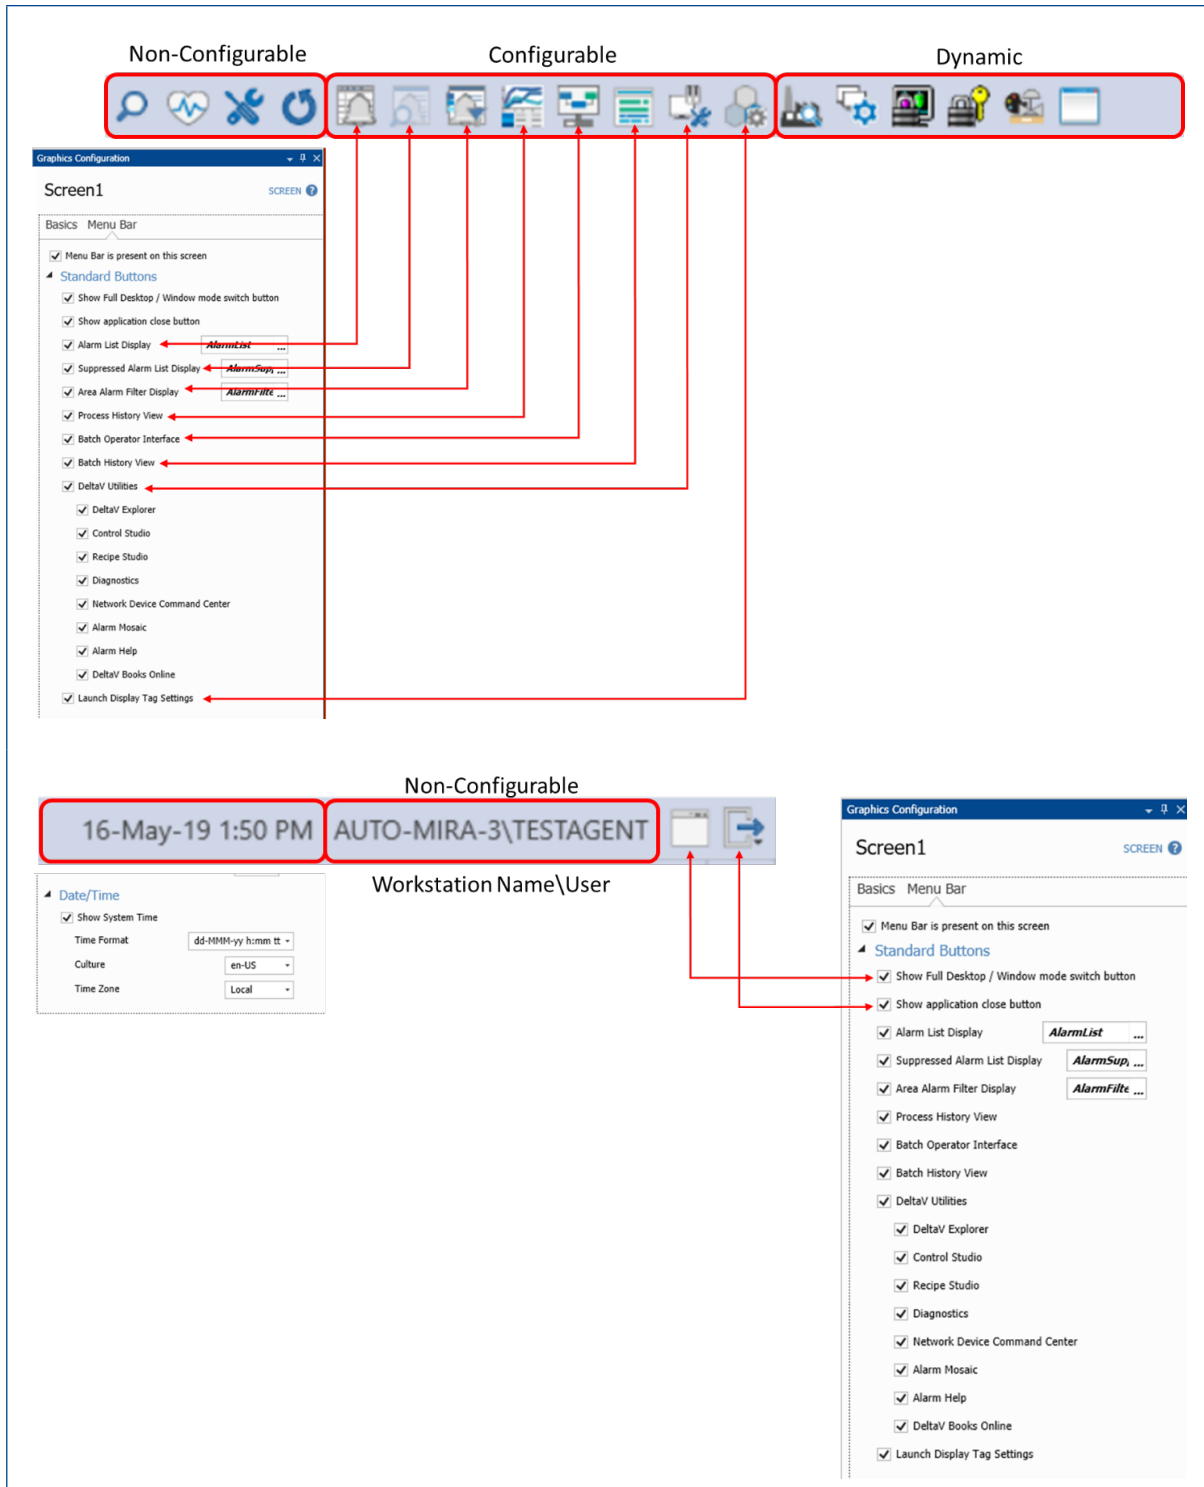 Non-Configurable
Configurable
Dynamic
Graphics Configuration
Screen1
SCREEN ?
Basics Menu Bar
Menu Bar is present on this screen
Standard Buttons
Show Full Desktop / Window mode switch button
Show application close button
Alarm List Display AlarmList ...
Suppressed Alarm List Display AlarmSup ...
Area Alarm Filter Display AlarmFilte ...
Process History View
Batch Operator Interface
Batch History View
DeltaV Utilities
DeltaV Explorer
Control Studio
Recipe Studio
Diagnostics
Network Device Command Center
Alarm Mosaic
Alarm Help
DeltaV Books Online
Launch Display Tag Settings
Non-Configurable
16-May-19 1:50 PM AUTO-MIRA-3\TESTAGENT
Workstation Name\User
Date/Time
Show System Time
Time Format dd-MMM-yy h:mm tt
Culture en-US
Time Zone Local
Graphics Configuration
Screen1
SCREEN ?
Basics Menu Bar
Menu Bar is present on this screen
Standard Buttons
Show Full Desktop / Window mode switch button
Show application close button
Alarm List Display AlarmList ...
Suppressed Alarm List Display AlarmSup ...
Area Alarm Filter Display AlarmFilte ...
Process History View
Batch Operator Interface
Batch History View
DeltaV Utilities
DeltaV Explorer
Control Studio
Recipe Studio
Diagnostics
Network Device Command Center
Alarm Mosaic
Alarm Help
DeltaV Books Online
Launch Display Tag Settings